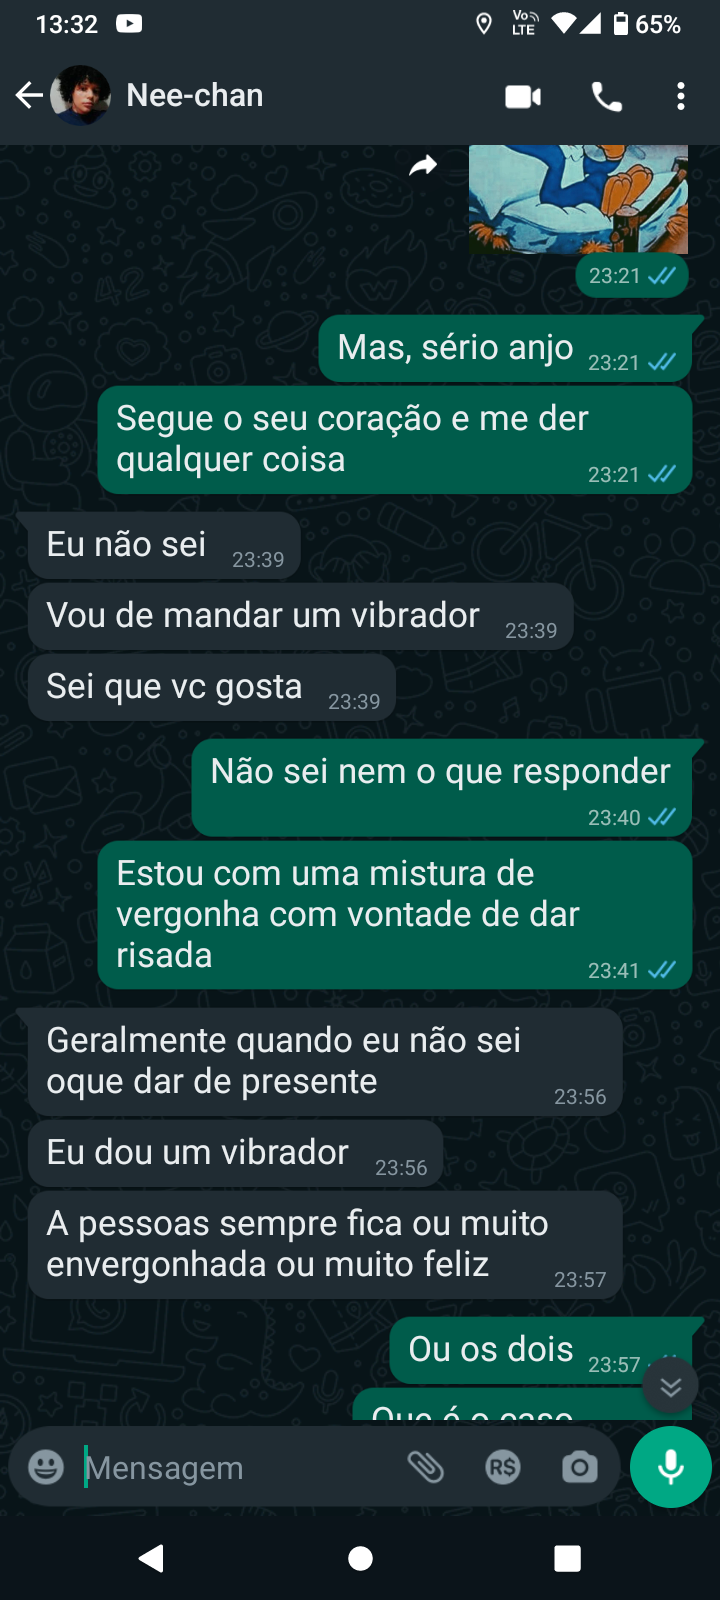 13:32
Vo
LTE
65%
Nee-chan
23:21
Mas, sério anjo 23:21
Segue o seu coração e me der
qualquer coisa
23:21
Eu não sei 23:39
Vou de mandar um vibrador 23:39
Sei que vc gosta 23:39
Não sei nem o que responder
23:40
Estou com uma mistura de
vergonha com vontade de dar
risada
23:41
Geralmente quando eu não sei
oque dar de presente
23:56
Eu dou um vibrador 23:56
A pessoas sempre fica ou muito
envergonhada ou muito feliz
23:57
Ou os dois 23:57
Que é o caso
Mensagem
R$